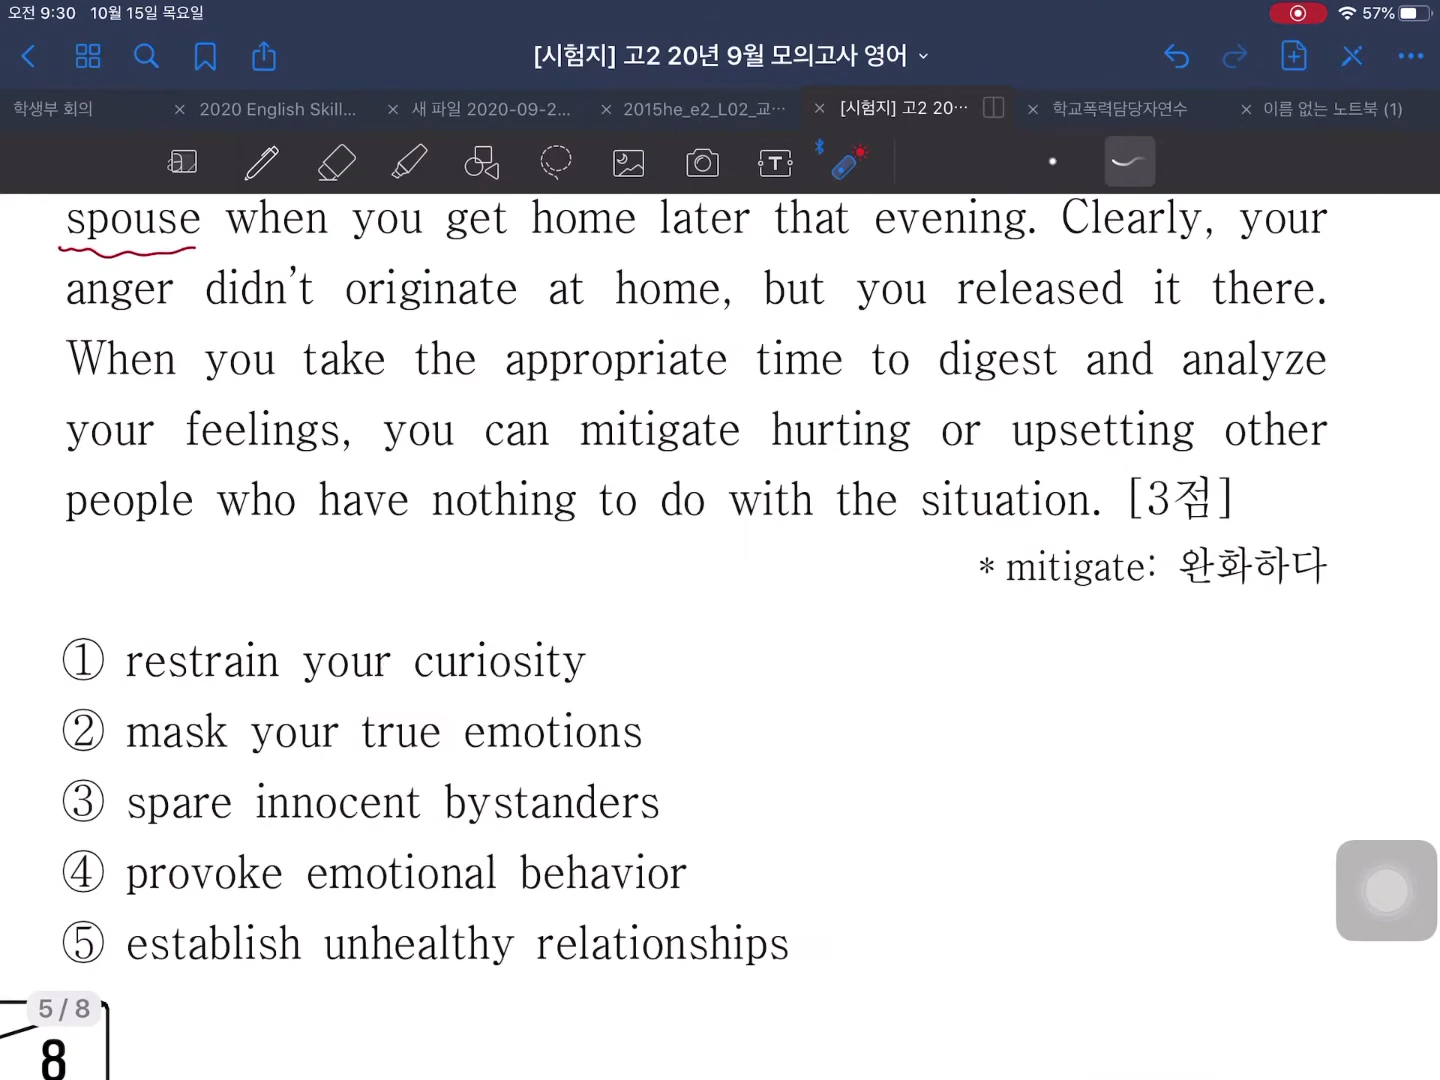 오전 9:30 10월 15일 목요일
57%
[시험지] 고2 20년 9월 모의고사 영어
학생부 회의
2020 English Skill...
새 파일 2020-09-2...
2015he_e2_L02_교...
[시험지] 고2 20...
학교폭력담당자연수
이름 없는 노트북 (1)
spouse when you get home later that evening. Clearly, your
anger didn't originate at home, but you released it there.
When you take the appropriate time to digest and analyze
your feelings, you can mitigate hurting or upsetting other
people who have nothing to do with the situation. [3점]
* mitigate: 완화하다
① restrain your curiosity
② mask your true emotions
③ spare innocent bystanders
④ provoke emotional behavior
⑤ establish unhealthy relationships
5 / 8
8